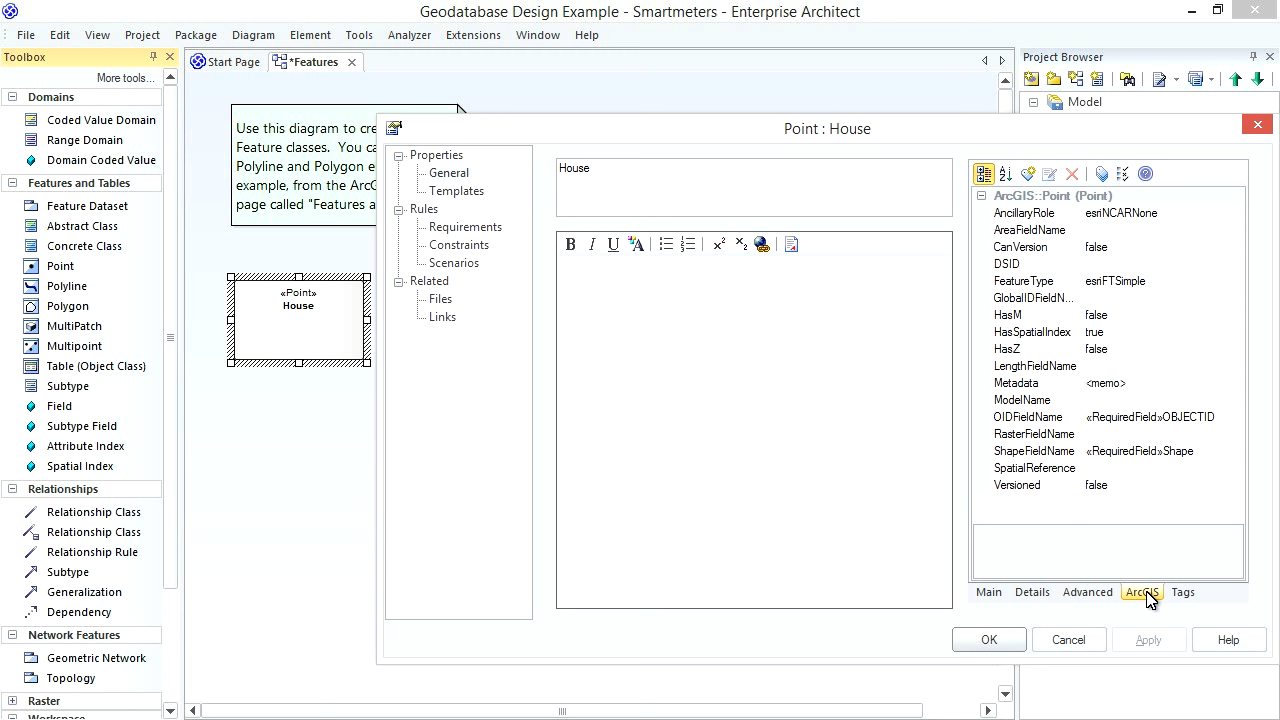 Geodatabase Design Example - Smartmeters - Enterprise Architect
File Edit View Project Package Diagram Element Tools Analyzer Extensions Window Help
Toolbox
More tools...
Domains
Coded Value Domain
Range Domain
Domain Coded Value
Features and Tables
Feature Dataset
Abstract Class
Concrete Class
Point
Polyline
Polygon
MultiPatch
Multipoint
Table (Object Class)
Subtype
Field
Subtype Field
Attribute Index
Spatial Index
Relationships
Relationship Class
Relationship Class
Relationship Rule
Subtype
Generalization
Dependency
Network Features
Geometric Network
Topology
Raster
Workspace
Start Page
*Features
Use this diagram to cre
Feature classes. You ca
Polyline and Polygon e
example, from the ArcG
page called "Features a
«Point»
House
Project Browser
Model
Point : House
Properties
General
Templates
Rules
Requirements
Constraints
Scenarios
Related
Files
Links
House
B I U A x² x₂
ArcGIS::Point (Point)
AncillaryRole esriNCARNone
AreaFieldName
CanVersion false
DSID
FeatureType esriFTSimple
GlobalIDFieldN...
HasM false
HasSpatialIndex true
HasZ false
LengthFieldName
Metadata <memo>
ModelName
OIDFieldName «RequiredField»OBJECTID
RasterFieldName
ShapeFieldName «RequiredField»Shape
SpatialReference
Versioned false
Main Details Advanced ArcGIS Tags
OK Cancel Apply Help